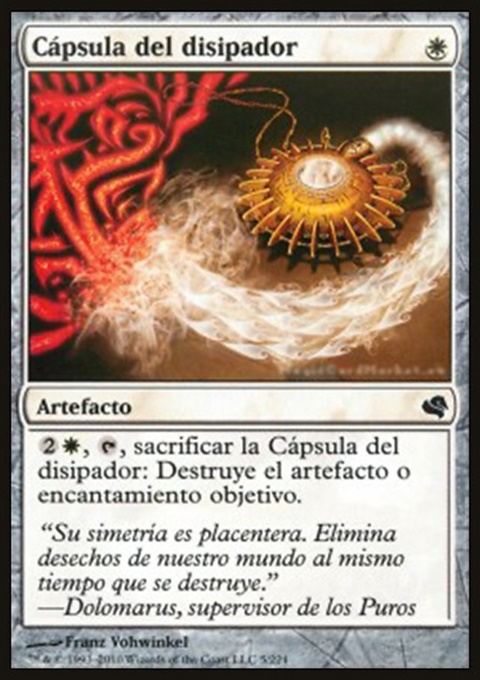 Cápsula del disipador
MagicCardMarket.eu
Artefacto
2, , sacrificar la Cápsula del
disipador: Destruye el artefacto o
encantamiento objetivo.
“Su simetría es placentera. Elimina
desechos de nuestro mundo al mismo
tiempo que se destruye.”
—Dolomarus, supervisor de los Puros
Franz Vohwinkel
™ & © 1993-2010 Wizards of the Coast LLC 5/224